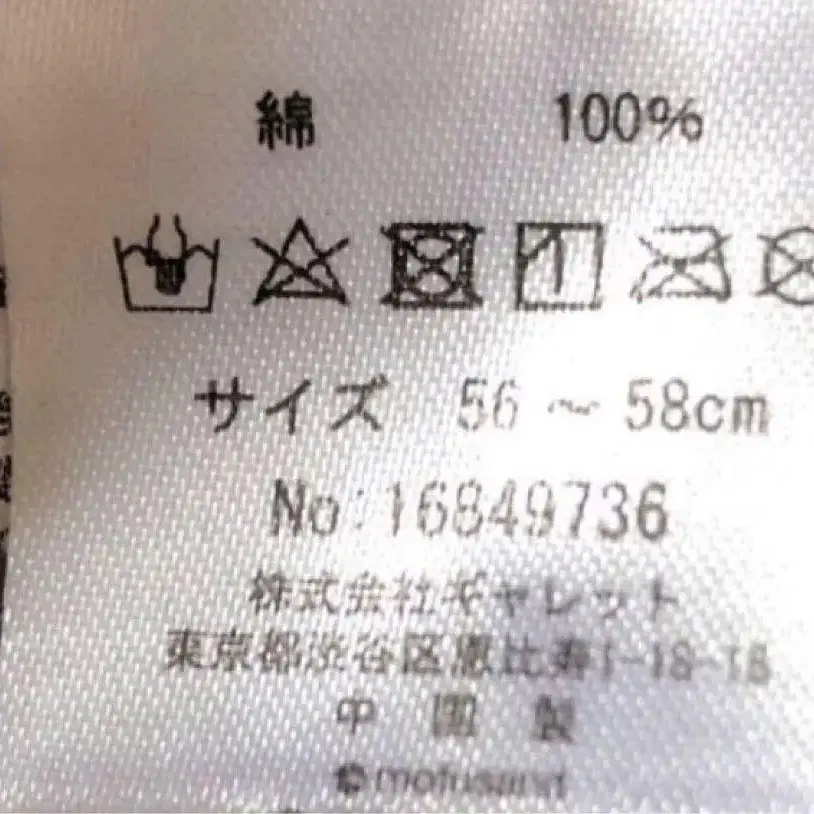 綿 100%
サイズ 56~58cm
No:16849736
株式会社ギャレット
東京都渋谷区恵比寿1-18-18
中国製
©mofusand